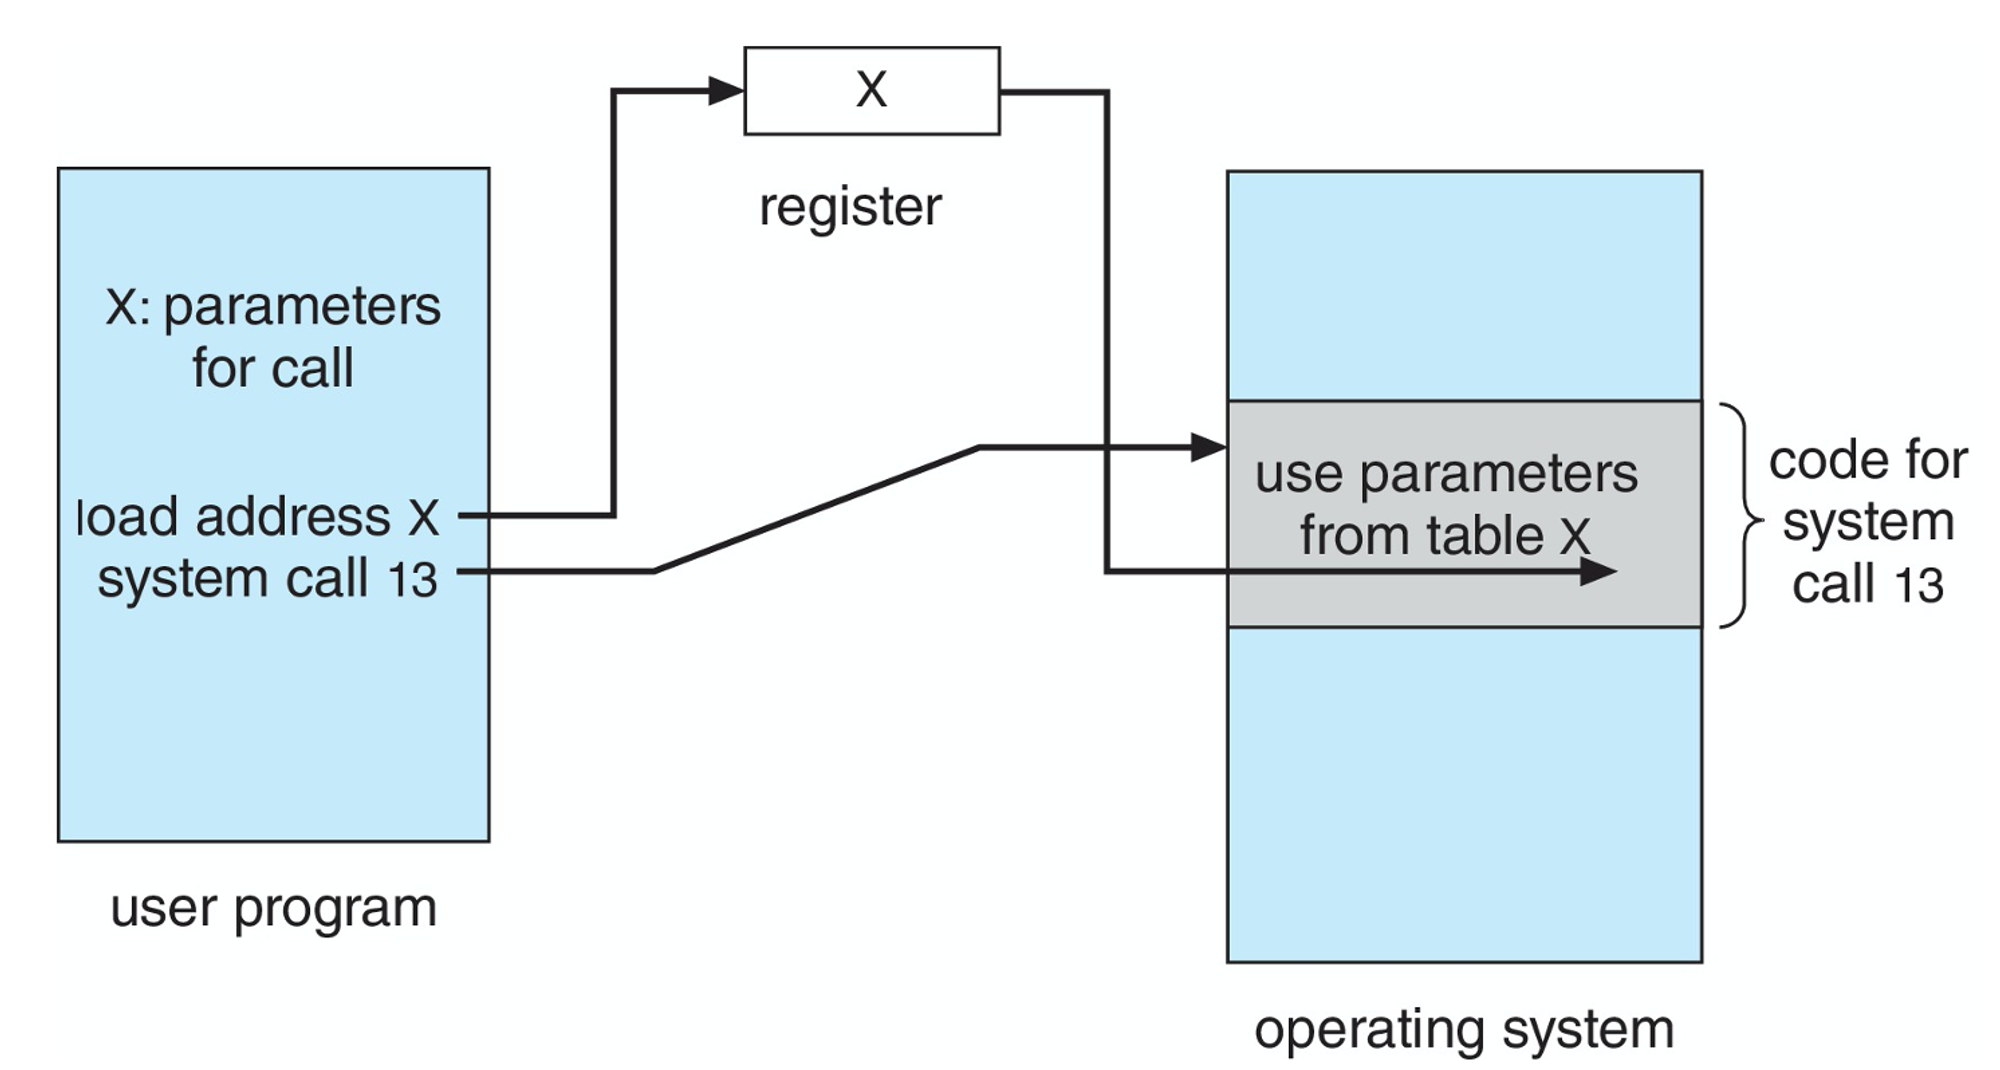 X
register
X: parameters
for call
load address X
system call 13
user program
use parameters
from table X
code for
system
call 13
operating system